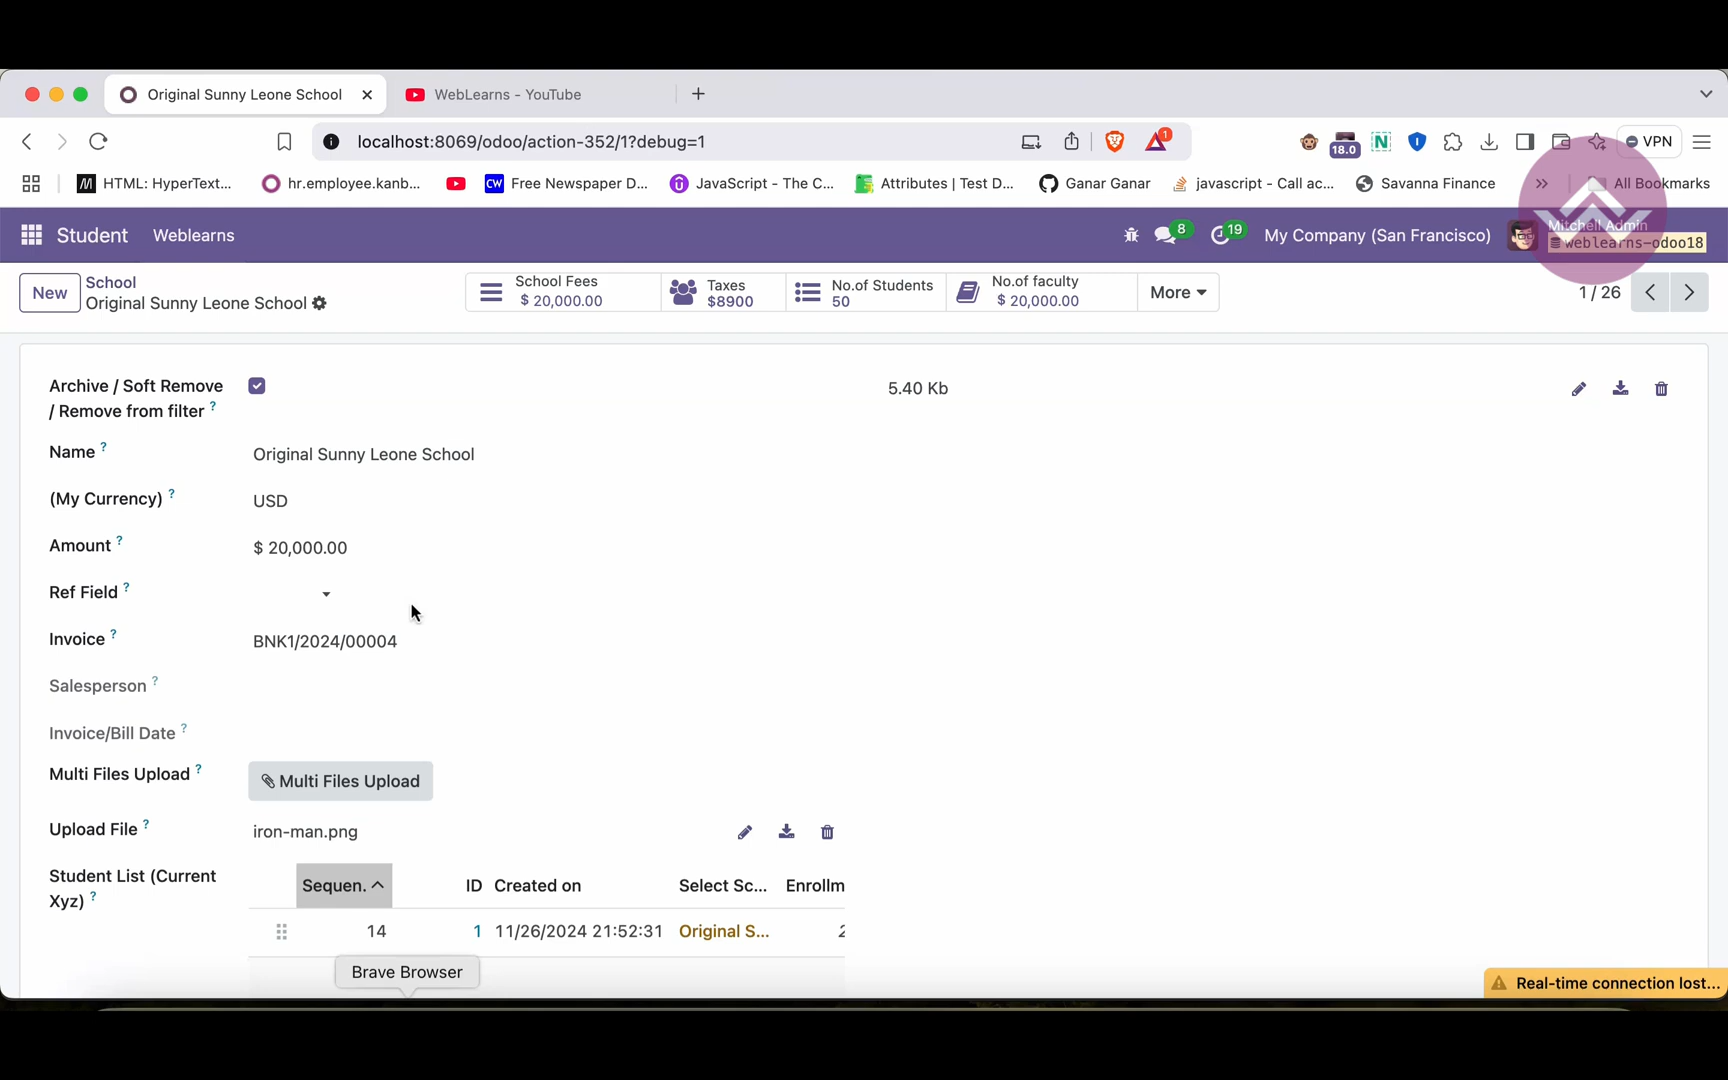 Original Sunny Leone School
WebLearns - YouTube
localhost:8069/odoo/action-352/1?debug=1
1
18.0
N
VPN
HTML: HyperText...
hr.employee.kanb...
CW Free Newspaper D...
JavaScript - The C...
Attributes | Test D...
Ganar Ganar
javascript - Call ac...
Savanna Finance
All Bookmarks
Student
Weblearns
8
19
My Company (San Francisco)
Mitchell Admin
weblearns-odoo18
New
School
Original Sunny Leone School
School Fees
$ 20,000.00
Taxes
$8900
No.of Students
50
No.of faculty
$ 20,000.00
More
1 / 26
Archive / Soft Remove
/ Remove from filter ?
5.40 Kb
Name ?
Original Sunny Leone School
(My Currency) ?
USD
Amount ?
$ 20,000.00
Ref Field ?
Invoice ?
BNK1/2024/00004
Salesperson ?
Invoice/Bill Date ?
Multi Files Upload ?
Multi Files Upload
Upload File ?
iron-man.png
Student List (Current
Xyz) ?
Sequen.
ID
Created on
Select Sc...
Enrollm
14
1
11/26/2024 21:52:31
Original S...
Brave Browser
Real-time connection lost...